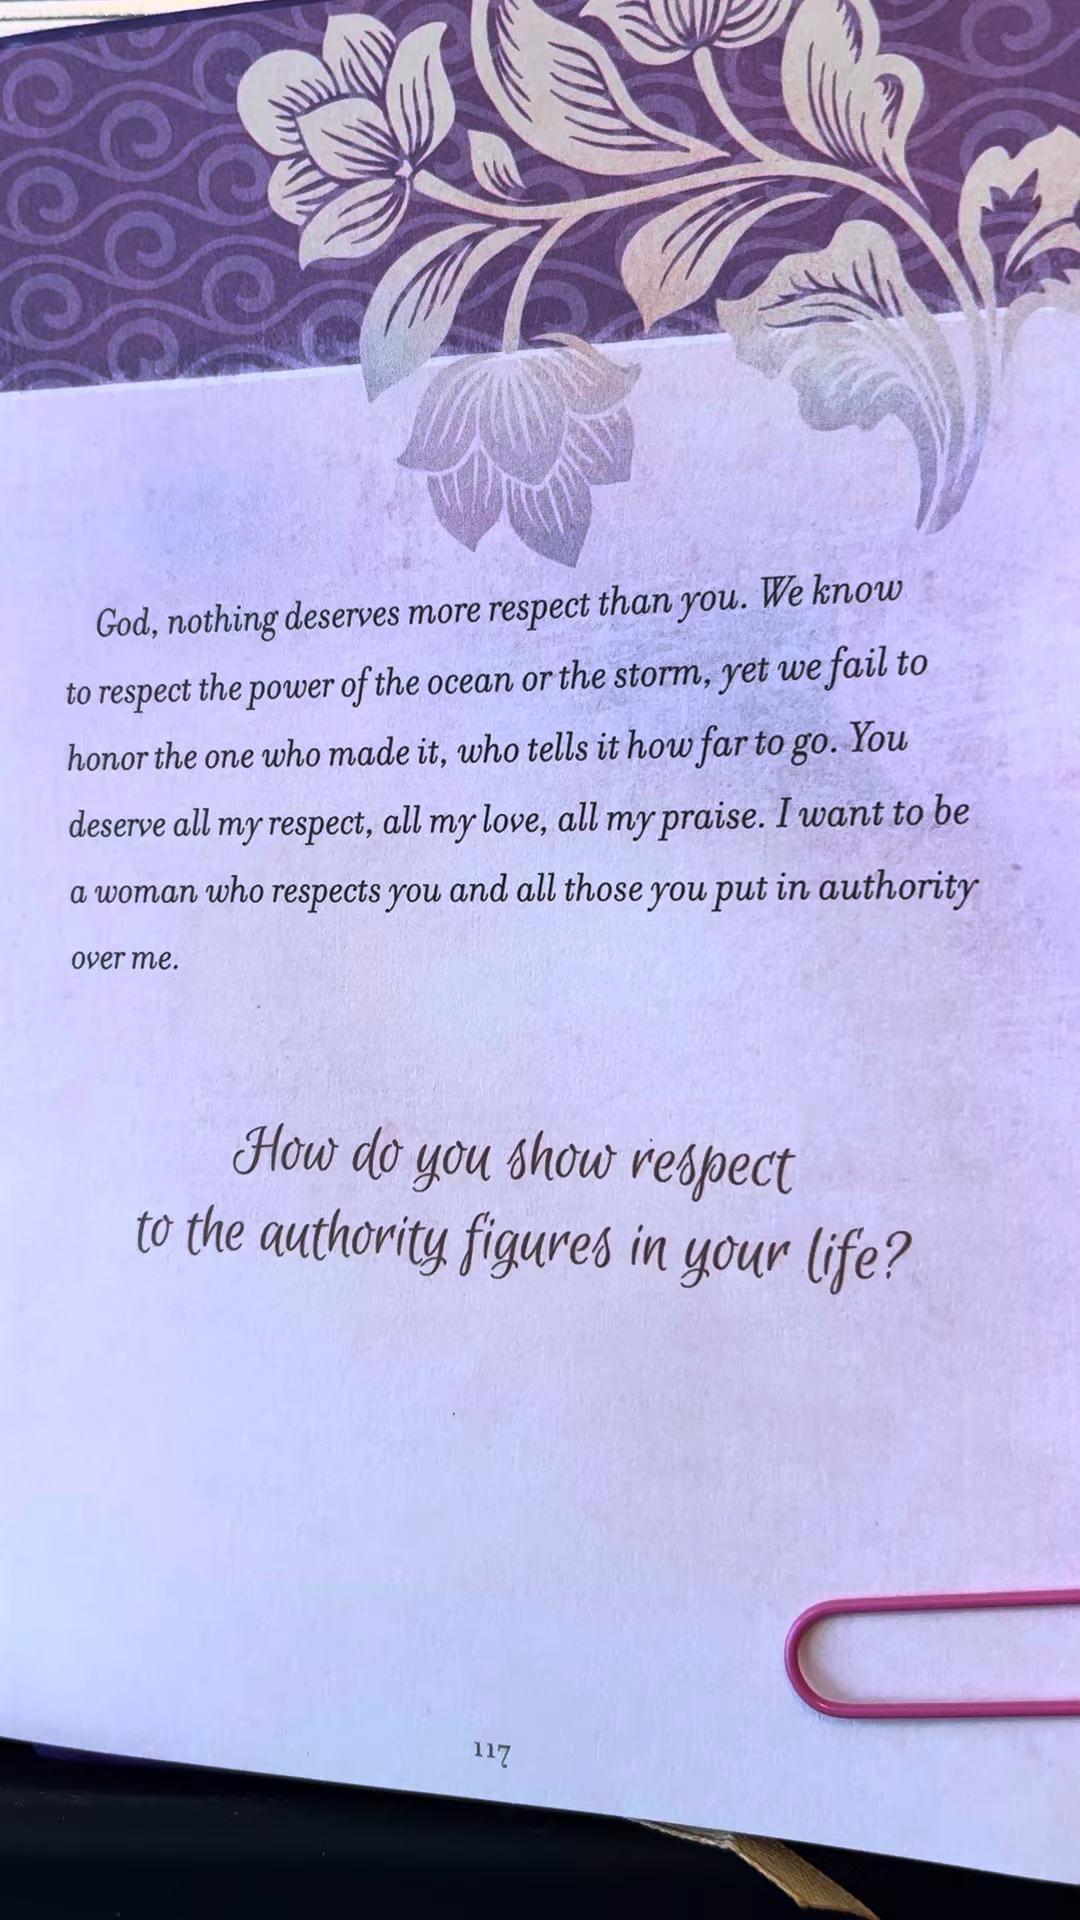 God, nothing deserves more respect than you. We know
to respect the power of the ocean or the storm, yet we fail to
honor the one who made it, who tells it how far to go. You
deserve all my respect, all my love, all my praise. I want to be
a woman who respects you and all those you put in authority
over me.
How do you show respect
to the authority figures in your life?
117